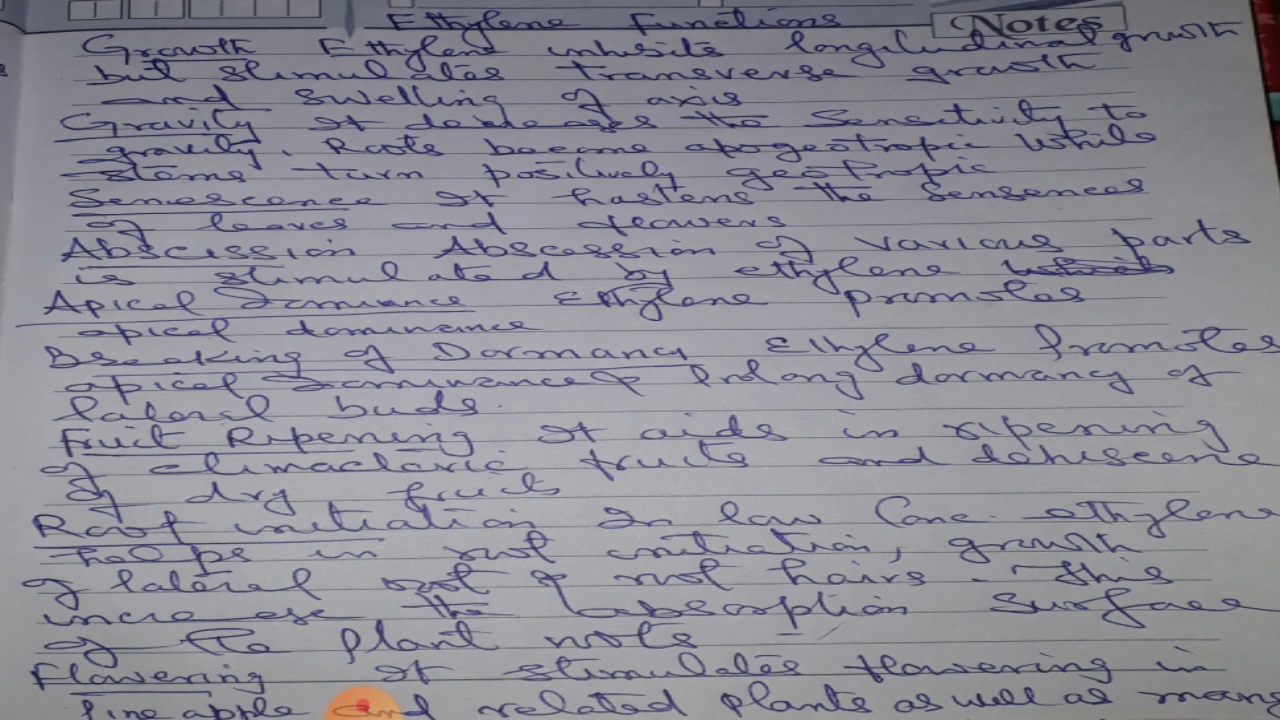 Ethylene Functions
Notes
Growth Ethylene inhibits longitudinal growth
but stimulates transverse growth
and swelling of axis
Gravity It decreases the sensitivity to
gravity. Roots become apogeotropic while
stems turn positively geotropic
Senescence It hastens the senseces
of leaves and flowers
Abscission Abscession of various parts
is stimulated by ethylene
Apical Dominance Ethylene promotes
apical dominance
Breaking of Dormancy Ethylene Promotes
apical Dominance & Prolong dormancy of
lateral buds.
Fruit Ripening It aids in ripening
of climacteric fruits and dehiscence
of dry fruits
Root initiation In low Conc. ethylene
helps in root initiation, growth
of lateral root & root hairs. This
increase the absorption surface
of the plant roots
Flowering It stimulates flowering in
Pine apple and related plants as well as mang